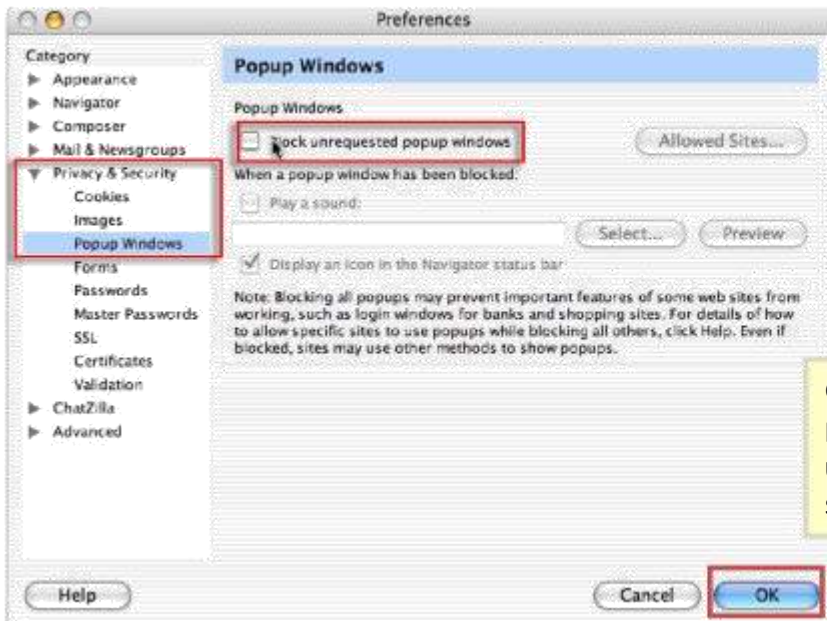 Preferences
Category
Appearance
Navigator
Composer
Mail & Newsgroups
Privacy & Security
Cookies
Images
Popup Windows
Forms
Passwords
Master Passwords
SSL
Certificates
Validation
ChatZilla
Advanced
Popup Windows
Popup Windows
unrequested popup windows
Allowed Sites...
When a popup window has been blocked:
Play a sound:
Select...
Preview
Display an icon in the Navigator status bar
Note: Blocking all popups may prevent important features of some web sites from
working, such as login windows for banks and shopping sites. For details of how
to allow specific sites to use popups while blocking all others, click Help. Even if
blocked, sites may use other methods to show popups.
Help
Cancel
OK